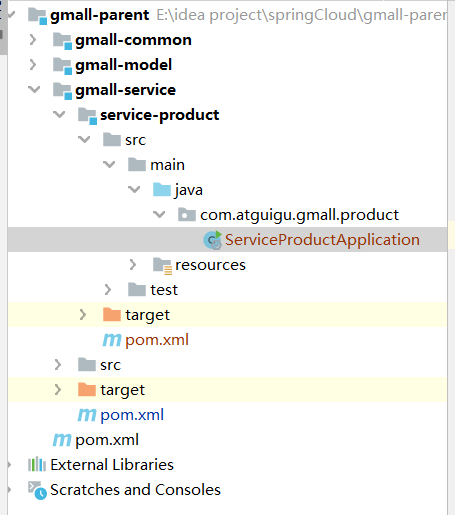 gmall-parent E:\idea project\springCloud\gmall-parer
gmall-common
gmall-model
gmall-service
service-product
src
main
java
com.atguigu.gmall.product
ServiceProductApplication
resources
test
target
pom.xml
src
target
pom.xml
pom.xml
External Libraries
Scratches and Consoles